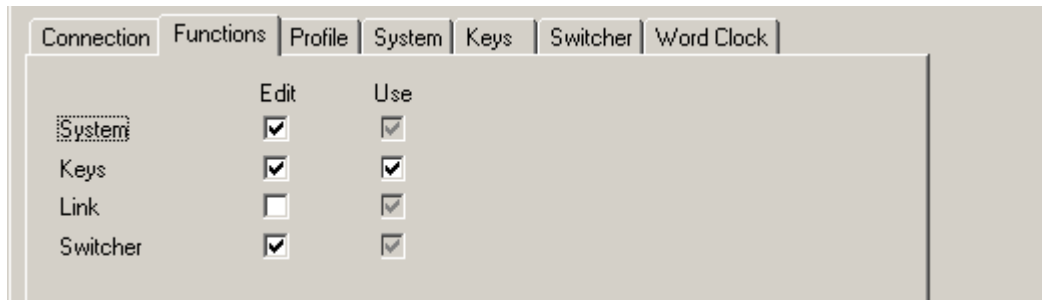 Connection Functions Profile System Keys Switcher Word Clock
Edit Use
System
Keys
Link
Switcher